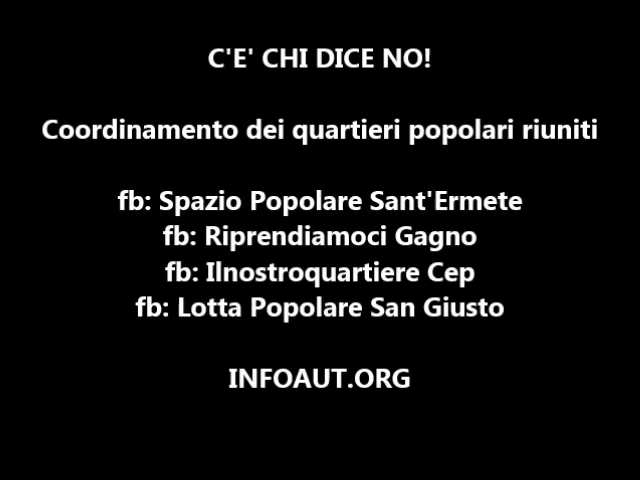 C'E' CHI DICE NO!
Coordinamento dei quartieri popolari riuniti
fb: Spazio Popolare Sant'Ermete
fb: Riprendiamoci Gagno
fb: Ilnostroquartiere Cep
fb: Lotta Popolare San Giusto
INFOAUT.ORG